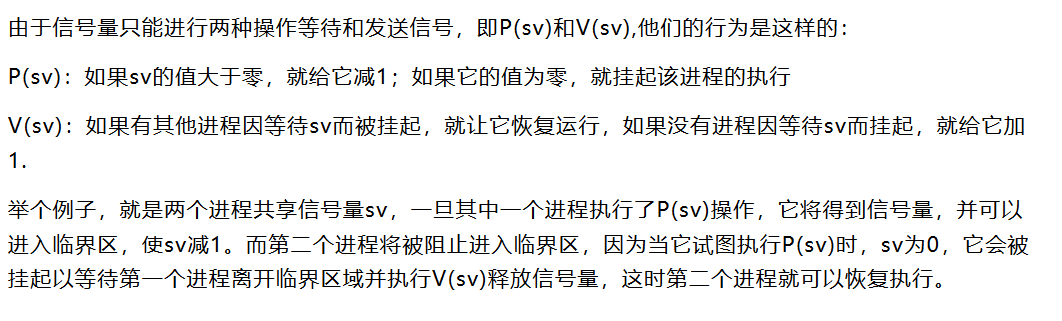 由于信号量只能进行两种操作等待和发送信号，即P(sv)和V(sv),他们的行为是这样的：
P(sv)：如果sv的值大于零，就给它减1；如果它的值为零，就挂起该进程的执行
V(sv)：如果有其他进程因等待sv而被挂起，就让它恢复运行，如果没有进程因等待sv而挂起，就给它加
1.
举个例子，就是两个进程共享信号量sv，一旦其中一个进程执行了P(sv)操作，它将得到信号量，并可以
进入临界区，使sv减1。而第二个进程将被阻止进入临界区，因为当它试图执行P(sv)时，sv为0，它会被
挂起以等待第一个进程离开临界区域并执行V(sv)释放信号量，这时第二个进程就可以恢复执行。